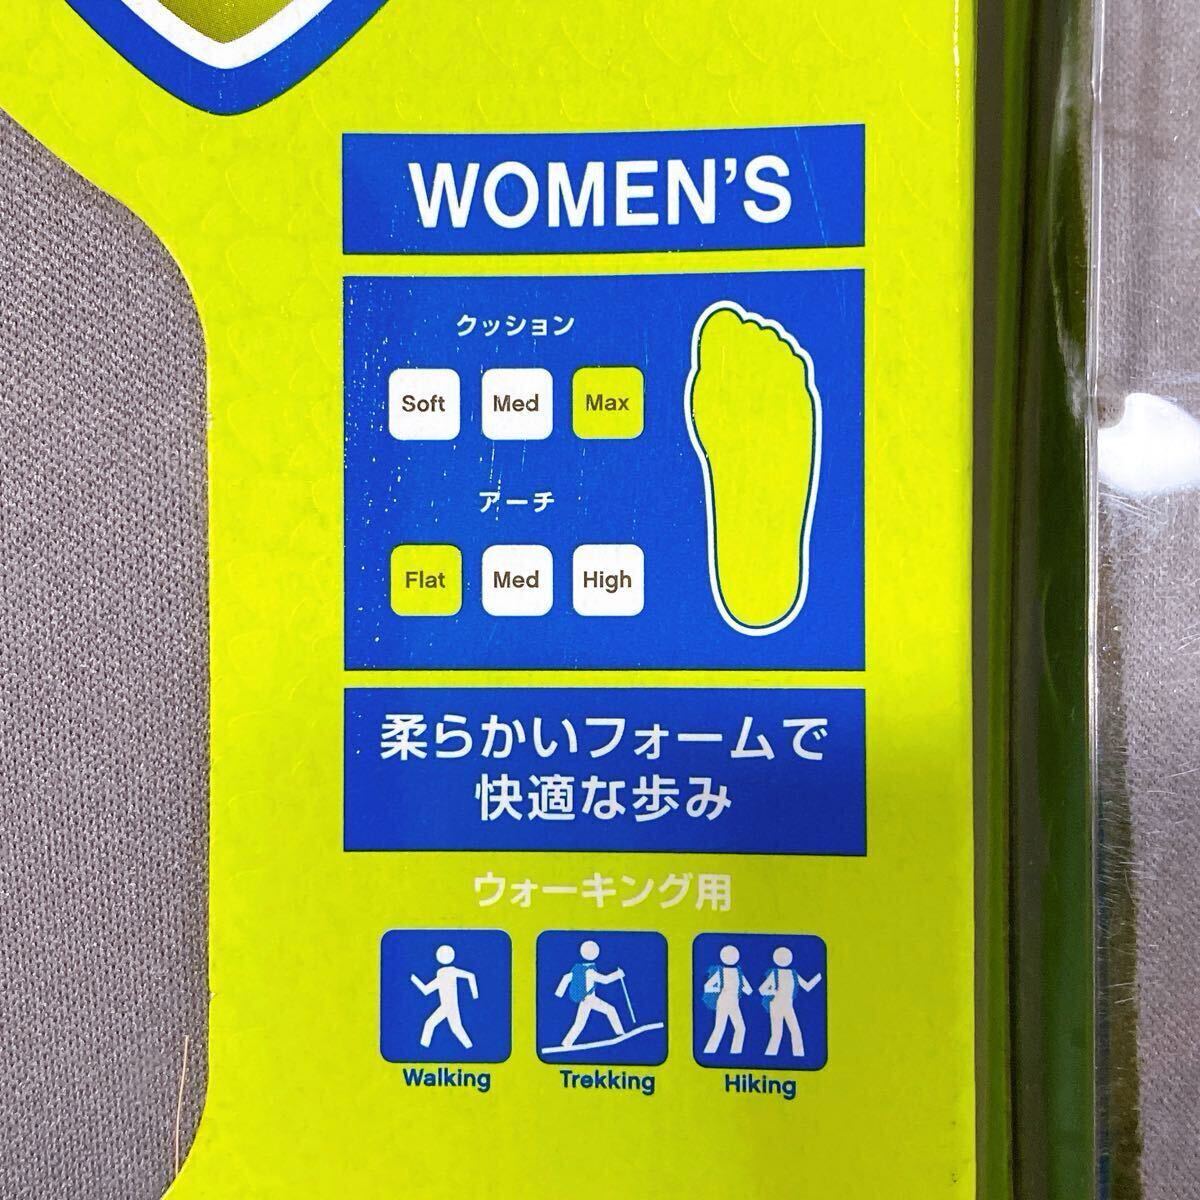 WOMEN'S
クッション
Soft Med Max
アーチ
Flat Med High
柔らかいフォームで
快適な歩み
ウォーキング用
Walking Trekking Hiking